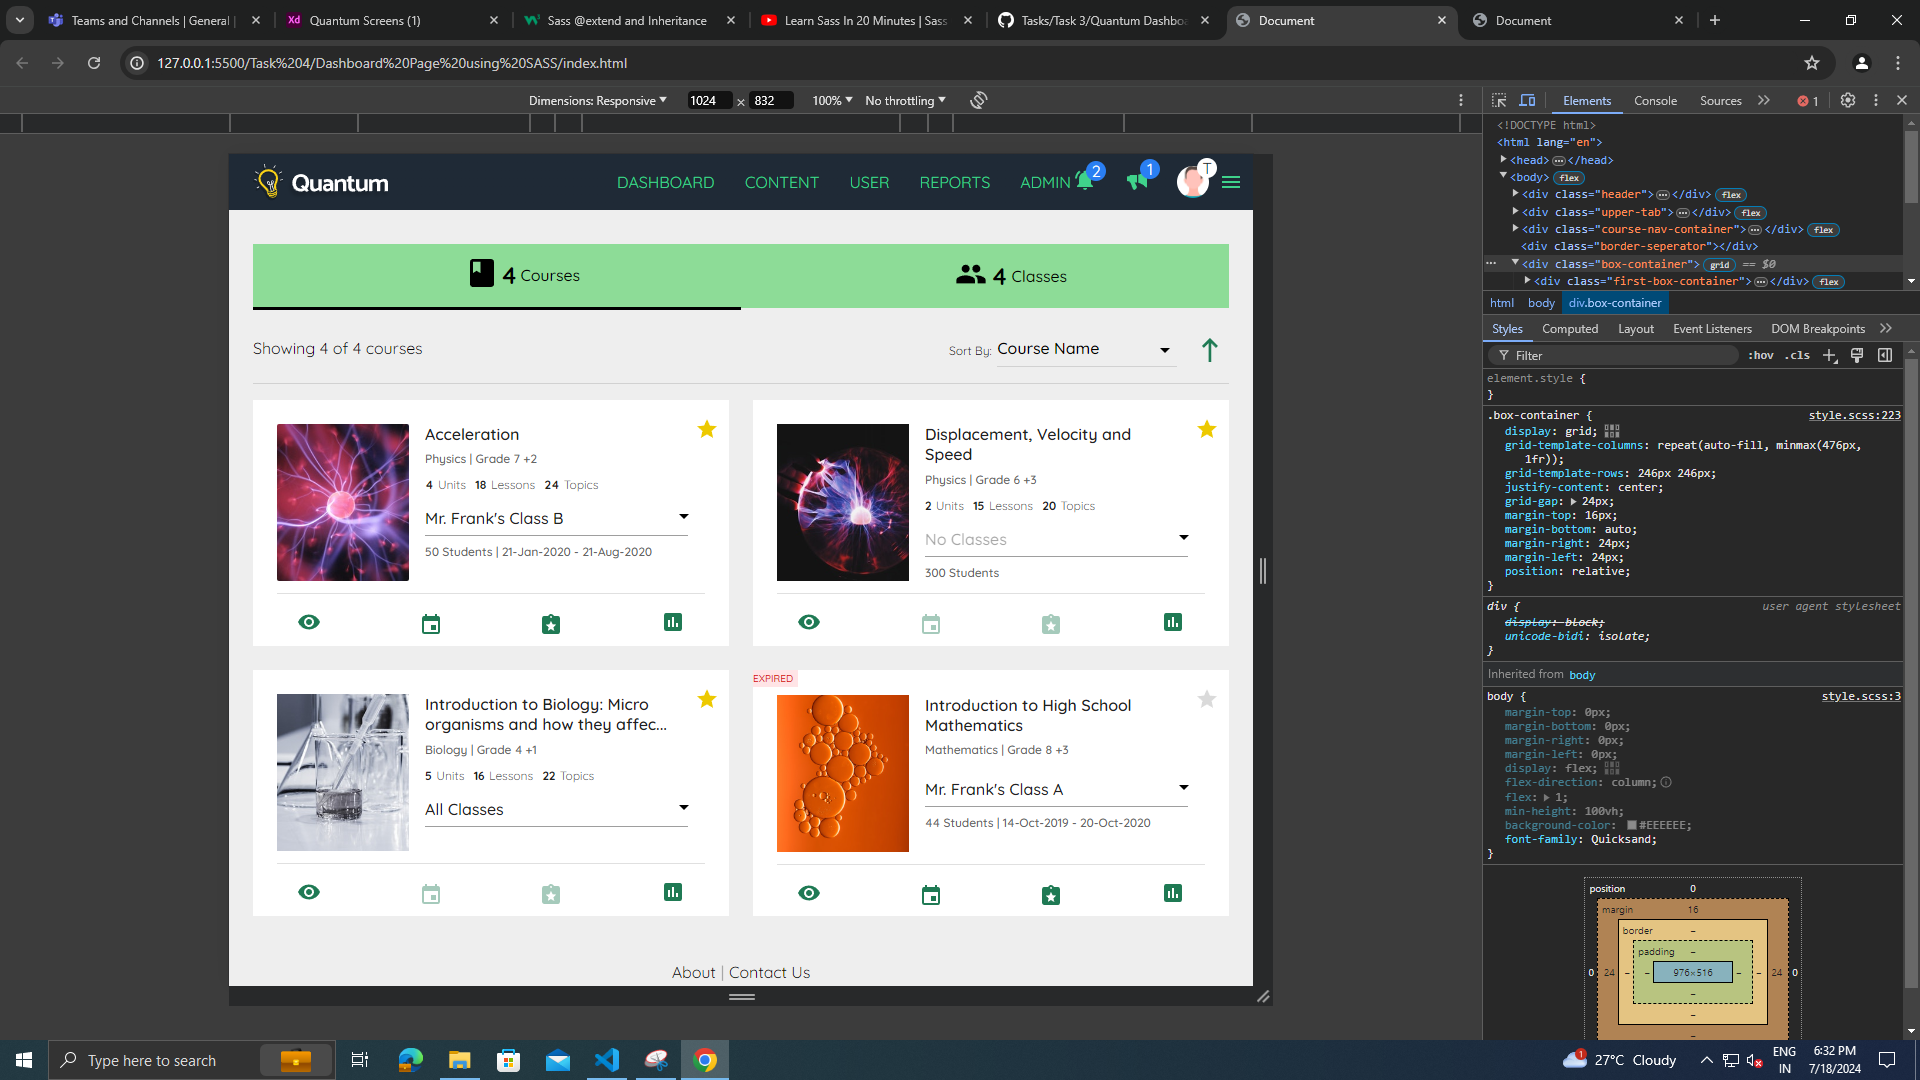 Teams and Channels | General |
Quantum Screens (1)
Sass @extend and Inheritance
Learn Sass In 20 Minutes | Sass
Tasks/Task 3/Quantum Dashbo
Document
Document
127.0.0.1:5500/Task%204/Dashboard%20Page%20using%20SASS/index.html
Dimensions: Responsive 1024 × 832 100% No throttling
Elements Console Sources 1
Quantum
DASHBOARD CONTENT USER REPORTS ADMIN 2 1 T
4 Courses
4 Classes
Showing 4 of 4 courses
Sort By: Course Name
Acceleration
Physics | Grade 7 +2
4 Units 18 Lessons 24 Topics
Mr. Frank's Class B
50 Students | 21-Jan-2020 - 21-Aug-2020
Displacement, Velocity and
Speed
Physics | Grade 6 +3
2 Units 15 Lessons 20 Topics
No Classes
300 Students
Introduction to Biology: Micro
organisms and how they affec...
Biology | Grade 4 +1
5 Units 16 Lessons 22 Topics
All Classes
EXPIRED
Introduction to High School
Mathematics
Mathematics | Grade 8 +3
Mr. Frank's Class A
44 Students | 14-Oct-2019 - 20-Oct-2020
About | Contact Us
<!DOCTYPE html>
<html lang="en">
<head>…</head>
<body> flex
<div class="header">…</div> flex
<div class="upper-tab">…</div> flex
<div class="course-nav-container">…</div> flex
<div class="border-seperator"></div>
<div class="box-container"> grid == $0
<div class="first-box-container">…</div> flex
html body div.box-container
Styles Computed Layout Event Listeners DOM Breakpoints
Filter :hov .cls
element.style {
}
.box-container { style.scss:223
display: grid;
grid-template-columns: repeat(auto-fill, minmax(476px,
1fr));
grid-template-rows: 246px 246px;
justify-content: center;
grid-gap: 24px;
margin-top: 16px;
margin-bottom: auto;
margin-right: 24px;
margin-left: 24px;
position: relative;
}
div { user agent stylesheet
display: block;
unicode-bidi: isolate;
}
Inherited from body
body { style.scss:3
margin-top: 0px;
margin-bottom: 0px;
margin-right: 0px;
margin-left: 0px;
display: flex;
flex-direction: column;
flex: 1;
min-height: 100vh;
background-color: #EEEEEE;
font-family: Quicksand;
}
position 0
margin 16
border -
padding -
0 24 - - 976×516 - - 24 0
-
-
-
Type here to search
1 27°C Cloudy
ENG
IN
6:32 PM
7/18/2024